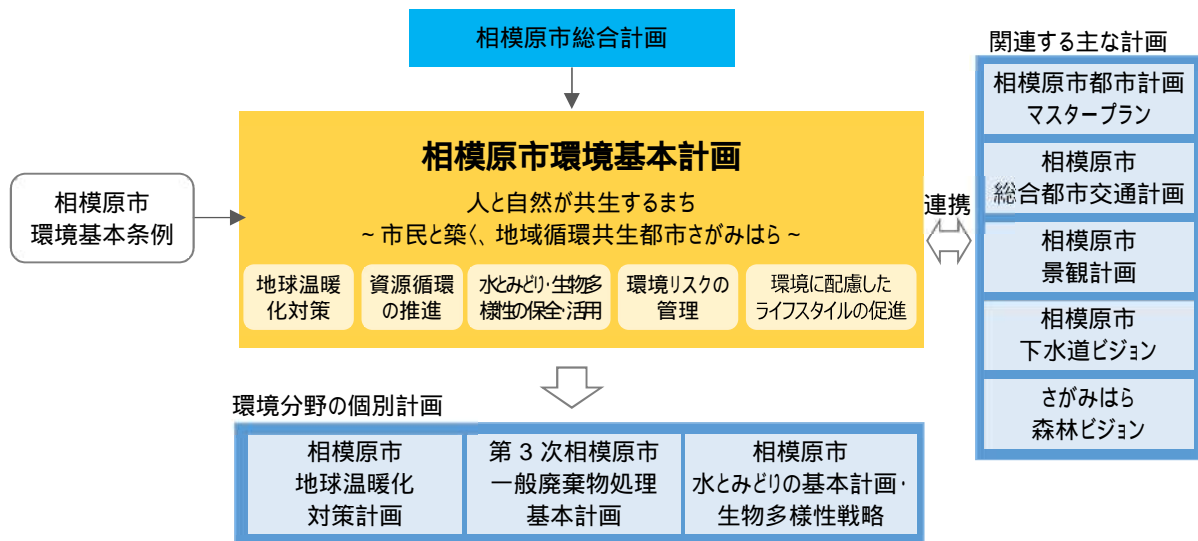 相模原市総合計画
関連する主な計画
相模原市都市計画
マスタープラン
相模原市
総合都市交通計画
相模原市
景観計画
相模原市
下水道ビジョン
さがみはら
森林ビジョン
相模原市環境基本計画
人と自然が共生するまち
~ 市民と築く、地域循環共生都市さがみはら ~
地球温暖
化対策
資源循環
の推進
水とみどり・生物多
様性の保全・活用
環境リスクの
管理
環境に配慮した
ライフスタイルの促進
相模原市
環境基本条例
連携
環境分野の個別計画
相模原市
地球温暖化
対策計画
第 3 次相模原市
一般廃棄物処理
基本計画
相模原市
水とみどりの基本計画・
生物多様性戦略